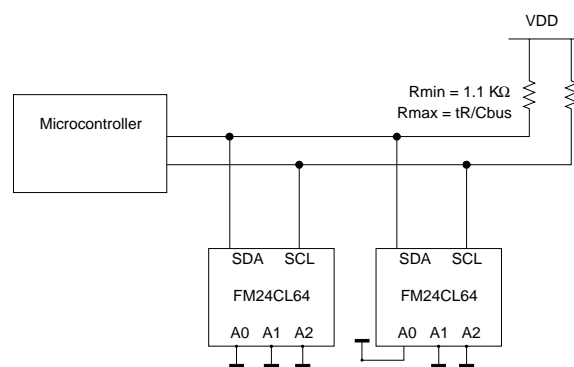 VDD
Rmin = 1.1 KΩ
Rmax = tR/Cbus
Microcontroller
SDA SCL
FM24CL64
A0 A1 A2
SDA SCL
FM24CL64
A0 A1 A2